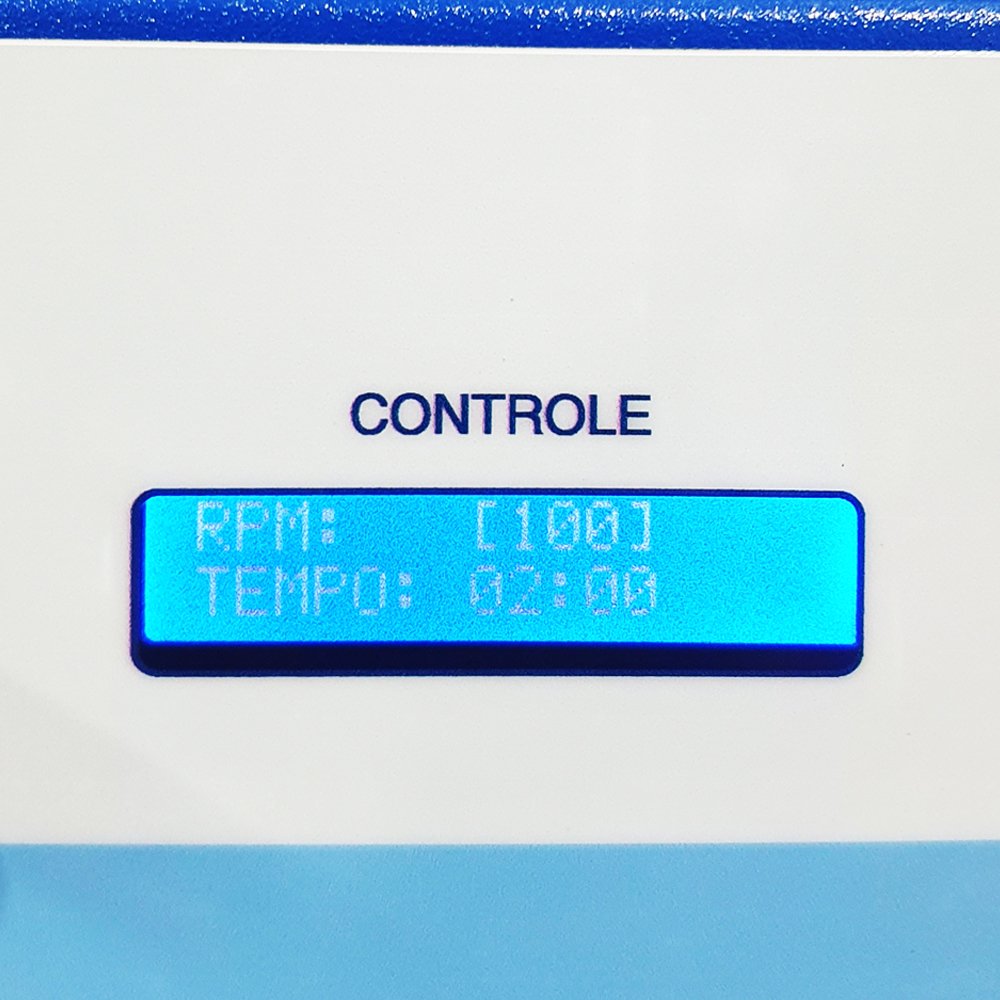 CONTROLE
RPM: [100]
TEMPO: 02:00